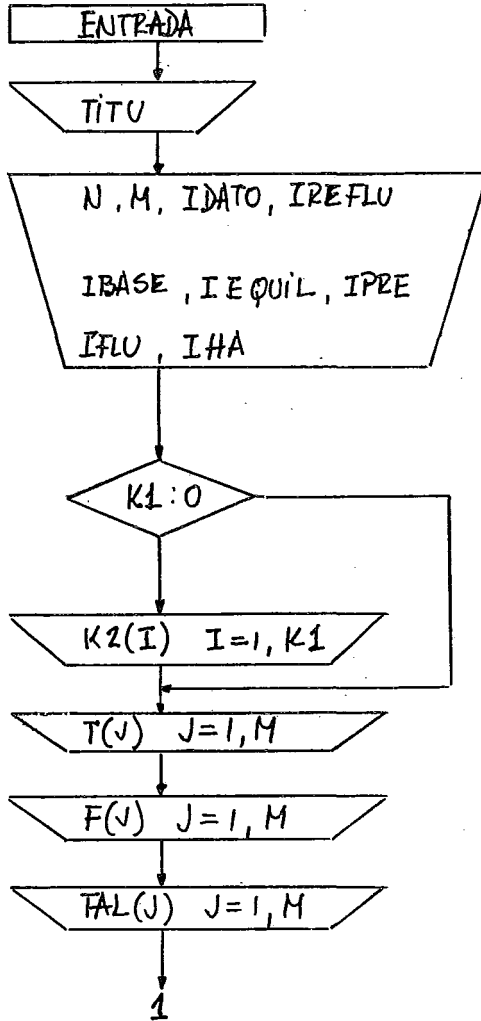 ENTRADA
TITU
N, M, IDATO, IREFLU
IBASE, IEQUIL, IPRE
IFLU, IHA
K1:0
K2(I) I=1, K1
T(J) J=1, M
F(J) J=1, M
TAL(J) J=1, M
1